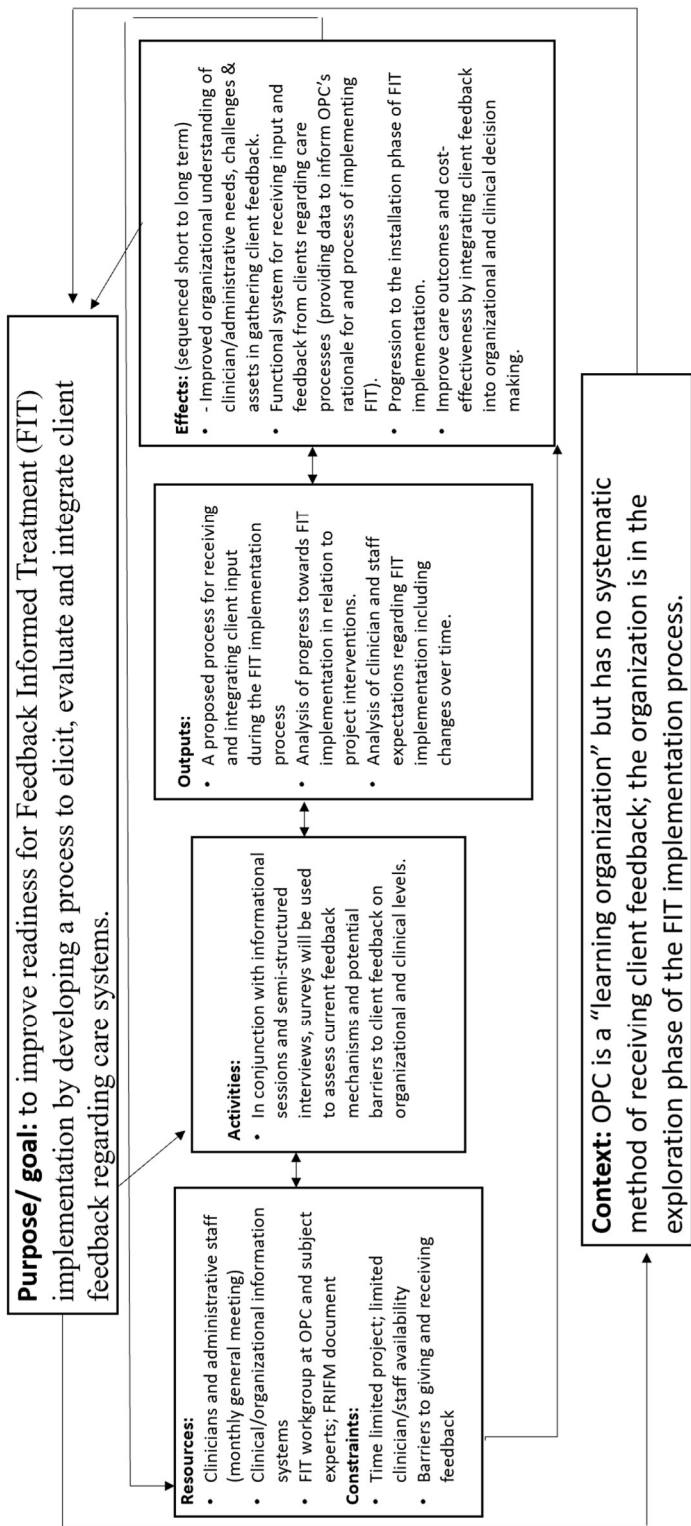 Purpose/ goal: to improve readiness for Feedback Informed Treatment (FIT)
implementation by developing a process to elicit, evaluate and integrate client
feedback regarding care systems.
Resources:
• Clinicians and administrative staff
(monthly general meeting)
• Clinical/organizational information
systems
• FIT workgroup at OPC and subject
experts; FRIFM document
Constraints:
• Time limited project; limited
clinician/staff availability
• Barriers to giving and receiving
feedback
Activities:
• In conjunction with informational
sessions and semi-structured
interviews, surveys will be used
to assess current feedback
mechanisms and potential
barriers to client feedback on
organizational and clinical levels.
Outputs:
• A proposed process for receiving
and integrating client input
during the FIT implementation
process
• Analysis of progress towards FIT
implementation in relation to
project interventions.
• Analysis of clinician and staff
expectations regarding FIT
implementation including
changes over time.
Effects: (sequenced short to long term)
• - Improved organizational understanding of
clinician/administrative needs, challenges &
assets in gathering client feedback.
• Functional system for receiving input and
feedback from clients regarding care
processes (providing data to inform OPC's
rationale for and process of implementing
FIT).
• Progression to the installation phase of FIT
implementation.
• Improve care outcomes and cost-
effectiveness by integrating client feedback
into organizational and clinical decision
making.
Context: OPC is a "learning organization" but has no systematic
method of receiving client feedback; the organization is in the
exploration phase of the FIT implementation process.